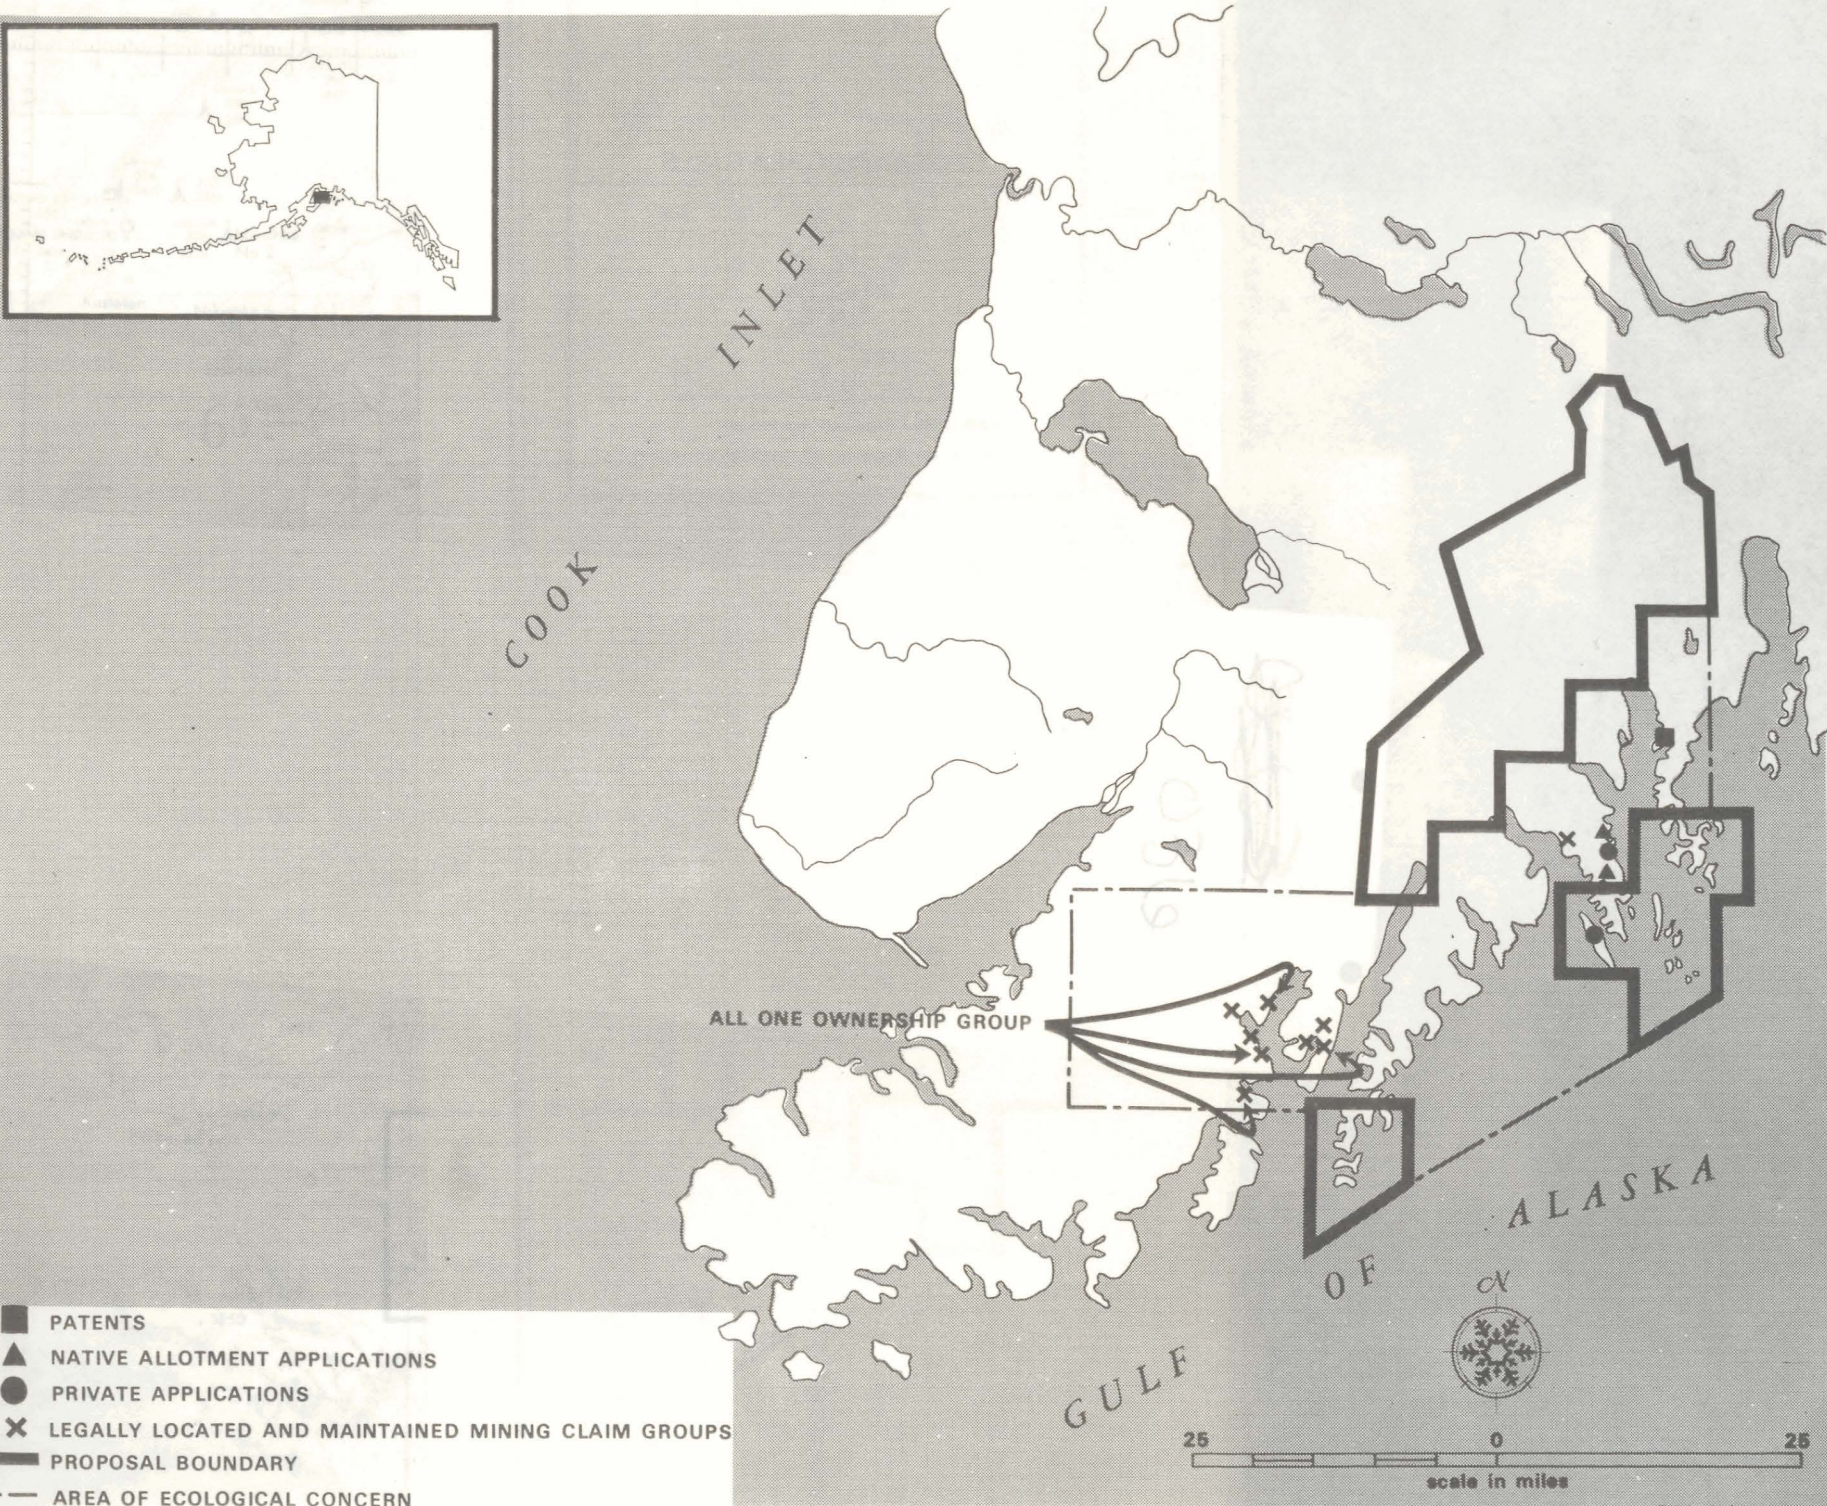 INLET
COOK
ALL ONE OWNERSHIP GROUP
ALASKA
OF
GULF
N
PATENTS
NATIVE ALLOTMENT APPLICATIONS
PRIVATE APPLICATIONS
LEGALLY LOCATED AND MAINTAINED MINING CLAIM GROUPS
PROPOSAL BOUNDARY
AREA OF ECOLOGICAL CONCERN
25 0 25
scale in miles